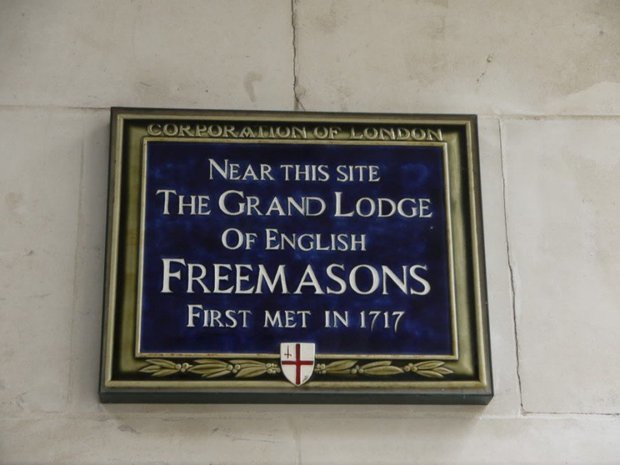 CORPORATION OF LONDON
NEAR THIS SITE
THE GRAND LODGE
OF ENGLISH
FREEMASONS
FIRST MET IN 1717